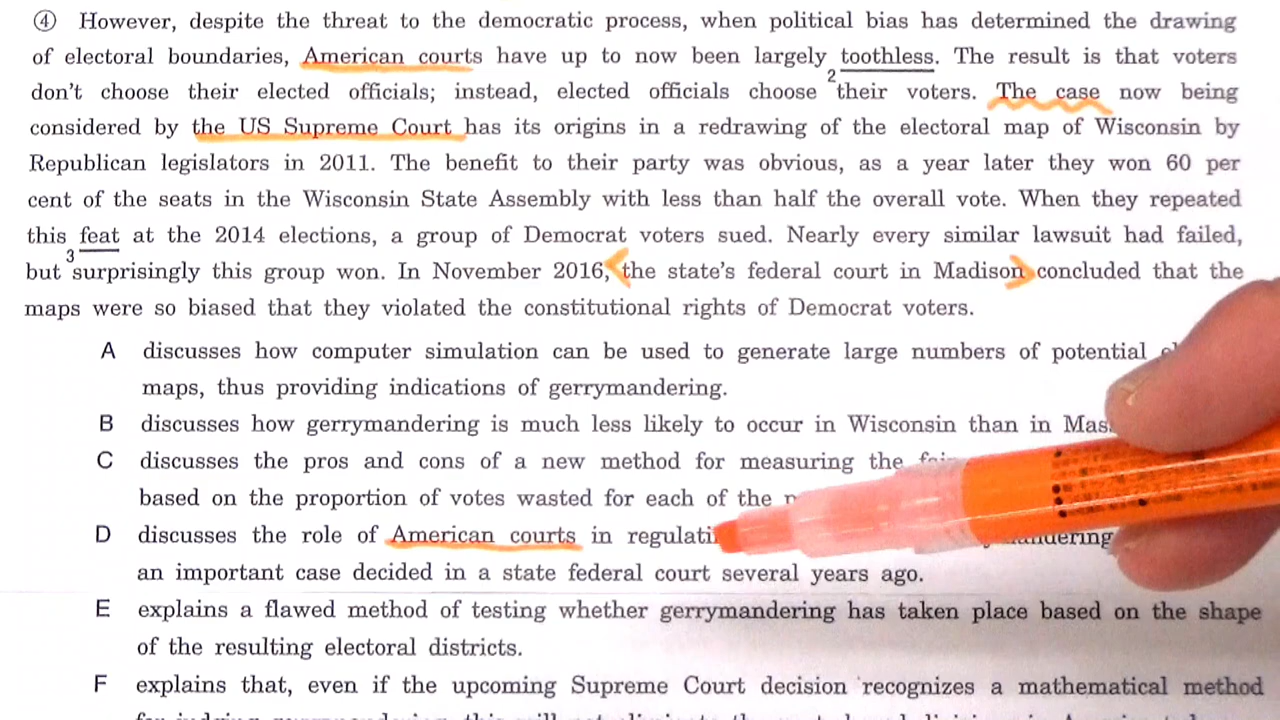 ④ However, despite the threat to the democratic process, when political bias has determined the drawing
of electoral boundaries, American courts have up to now been largely toothless. The result is that voters
2
don't choose their elected officials; instead, elected officials choose their voters. The case now being
considered by the US Supreme Court has its origins in a redrawing of the electoral map of Wisconsin by
Republican legislators in 2011. The benefit to their party was obvious, as a year later they won 60 per
cent of the seats in the Wisconsin State Assembly with less than half the overall vote. When they repeated
this feat at the 2014 elections, a group of Democrat voters sued. Nearly every similar lawsuit had failed,
3
but surprisingly this group won. In November 2016, the state's federal court in Madison concluded that the
maps were so biased that they violated the constitutional rights of Democrat voters.
A discusses how computer simulation can be used to generate large numbers of potential
maps, thus providing indications of gerrymandering.
B discusses how gerrymandering is much less likely to occur in Wisconsin than in
C discusses the pros and cons of a new method for measuring the
based on the proportion of votes wasted for each of the
D discusses the role of American courts in
an important case decided in a state federal court several years ago.
E explains a flawed method of testing whether gerrymandering has taken place based on the shape
of the resulting electoral districts.
F explains that, even if the upcoming Supreme Court decision recognizes a mathematical method